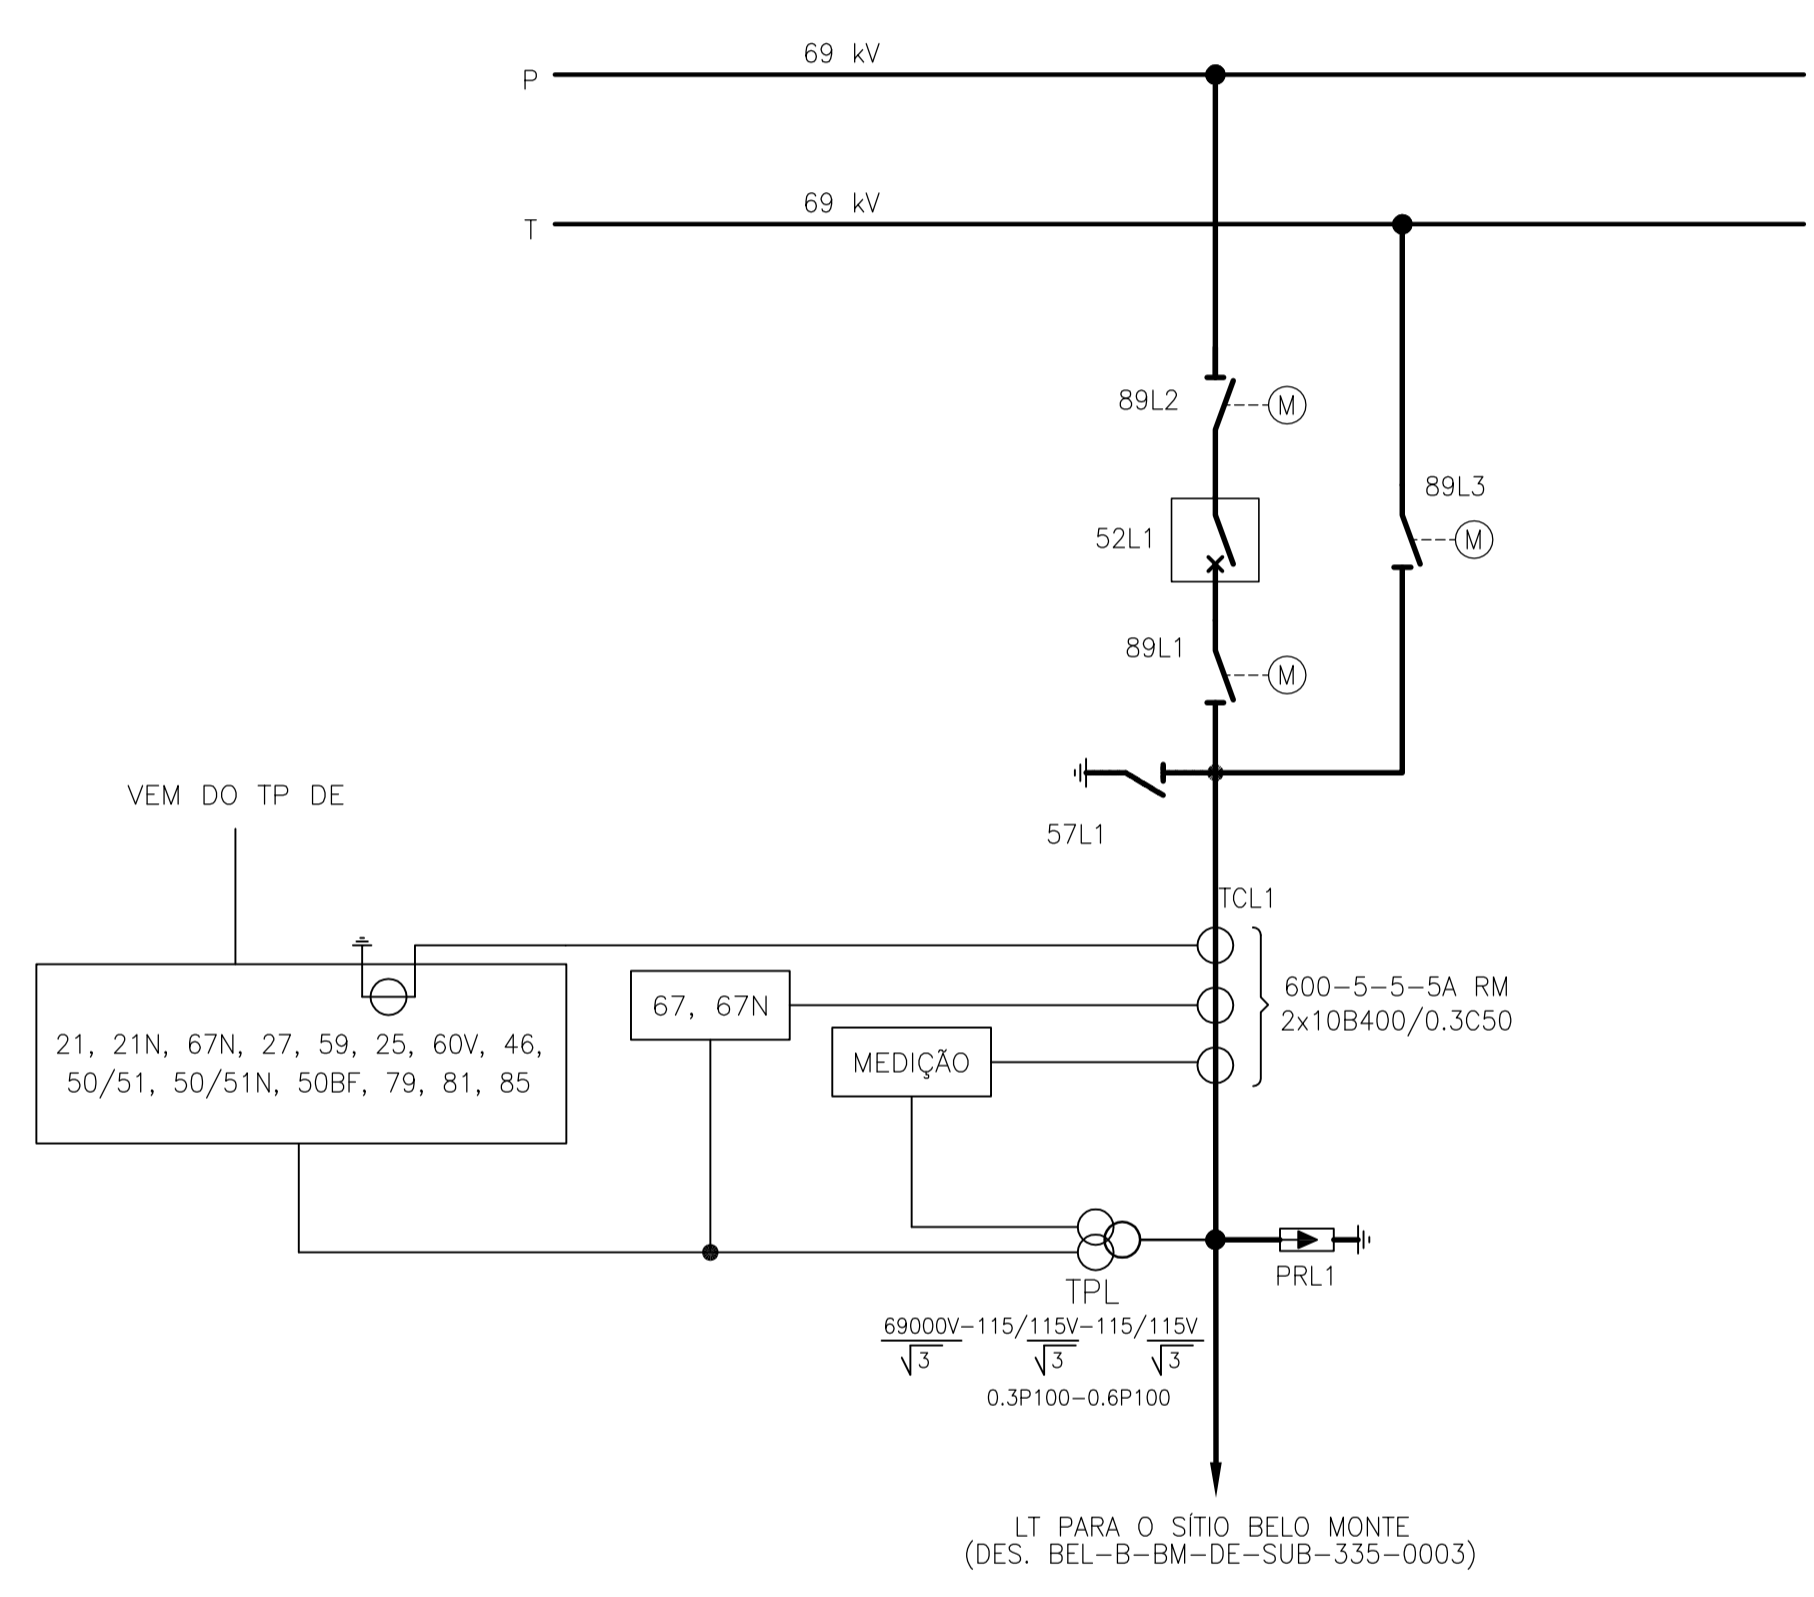 69 kV
P
69 kV
T
89L2
M
89L3
52L1
M
89L1
M
VEM DO TP DE
57L1
TCL1
600-5-5-5A RM
2x10B400/0.3C50
67, 67N
21, 21N, 67N, 27, 59, 25, 60V, 46,
50/51, 50/51N, 50BF, 79, 81, 85
MEDIÇÃO
PRL1
TPL
69000V-115/115V-115/115V
√3 √3 √3
0.3P100-0.6P100
LT PARA O SÍTIO BELO MONTE
(DES. BEL-B-BM-DE-SUB-335-0003)